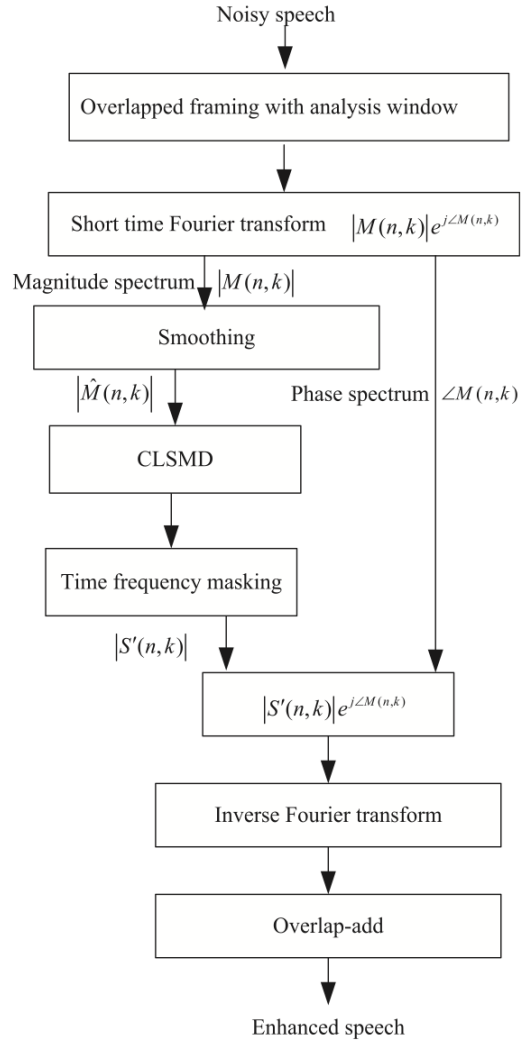 Noisy speech
Overlapped framing with analysis window
Short time Fourier transform |M(n,k)|e^{j∠M(n,k)}
Magnitude spectrum |M(n,k)|
Smoothing
|M̂(n,k)|
Phase spectrum ∠M(n,k)
CLSMD
Time frequency masking
|S′(n,k)|
|S′(n,k)|e^{j∠M(n,k)}
Inverse Fourier transform
Overlap-add
Enhanced speech